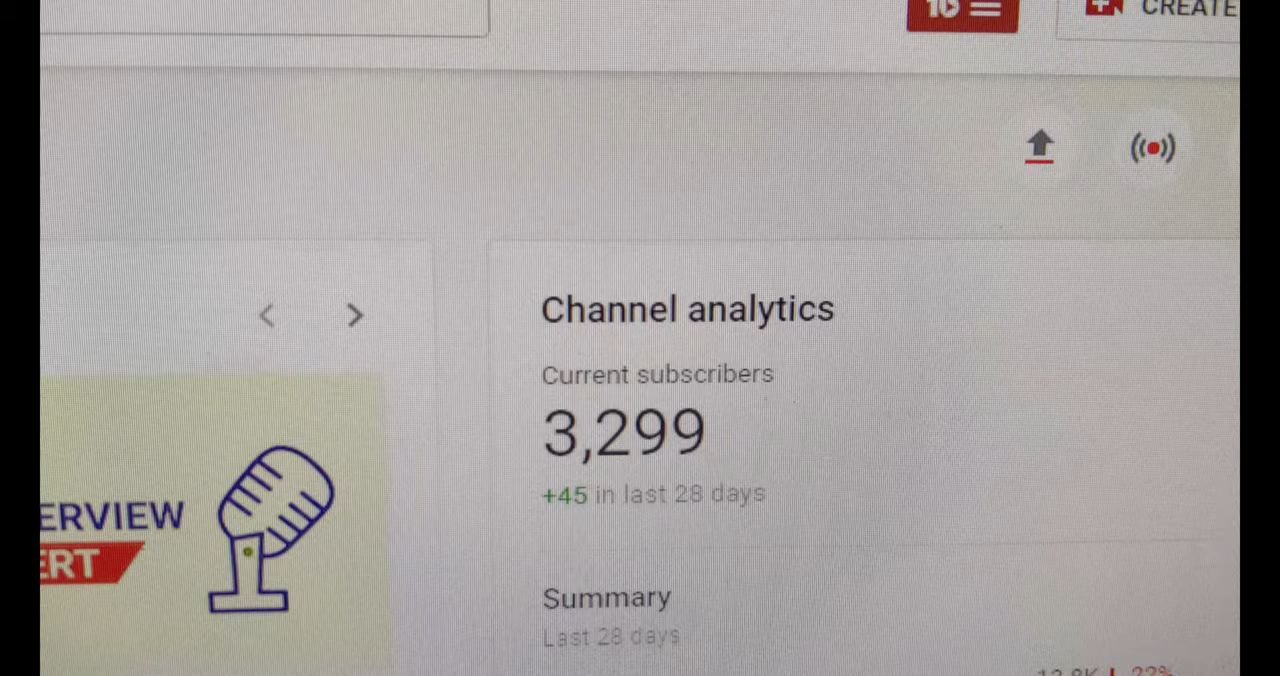 CREATE
Channel analytics
Current subscribers
3,299
+45 in last 28 days
ERVIEW
ERT
Summary
Last 28 days